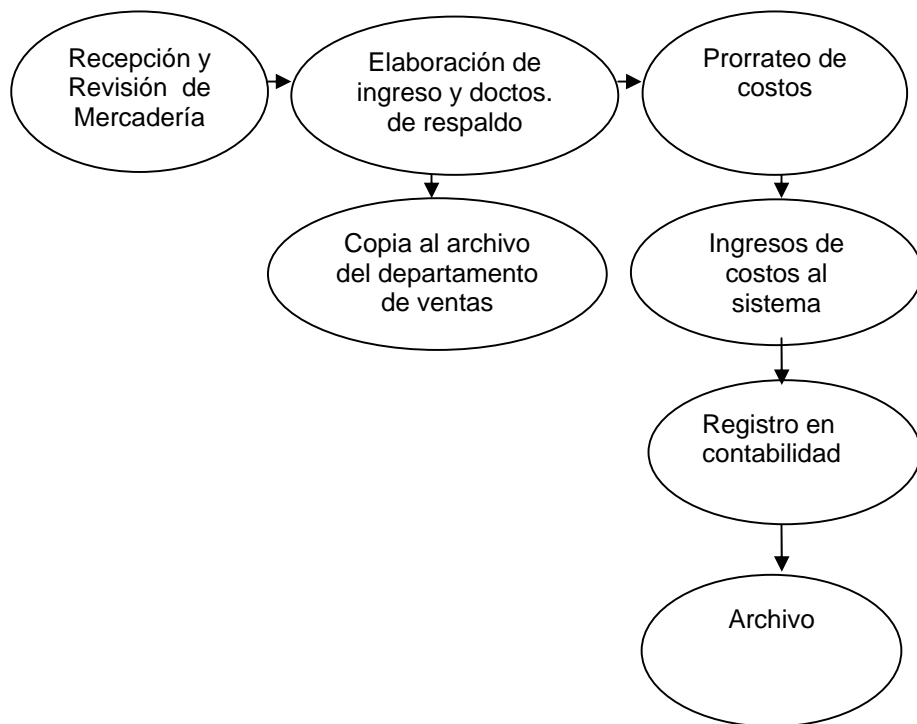 Recepción y
Revisión de
Mercadería
Elaboración de
ingreso y doctos.
de respaldo
Prorrateo de
costos
Copia al archivo
del departamento
de ventas
Ingresos de
costos al
sistema
Registro en
contabilidad
Archivo